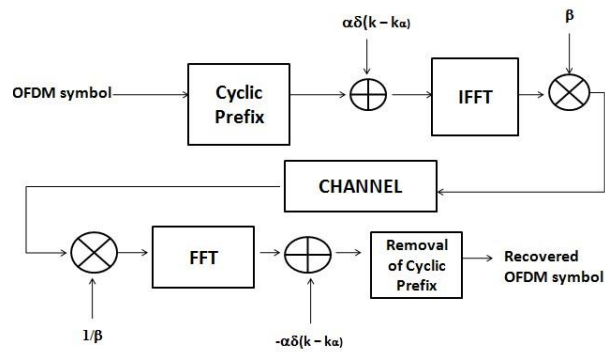 αδ(k – kα)
β
OFDM symbol
Cyclic
Prefix
IFFT
CHANNEL
FFT
Removal
of Cyclic
Prefix
Recovered
OFDM symbol
1/β
-αδ(k – kα)